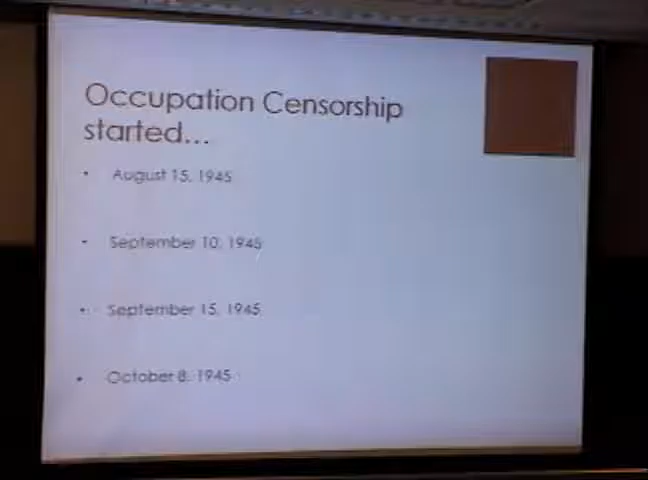 Occupation Censorship
started...
• August 15, 1945
• September 10, 1945
• September 15, 1945
• October 8, 1945